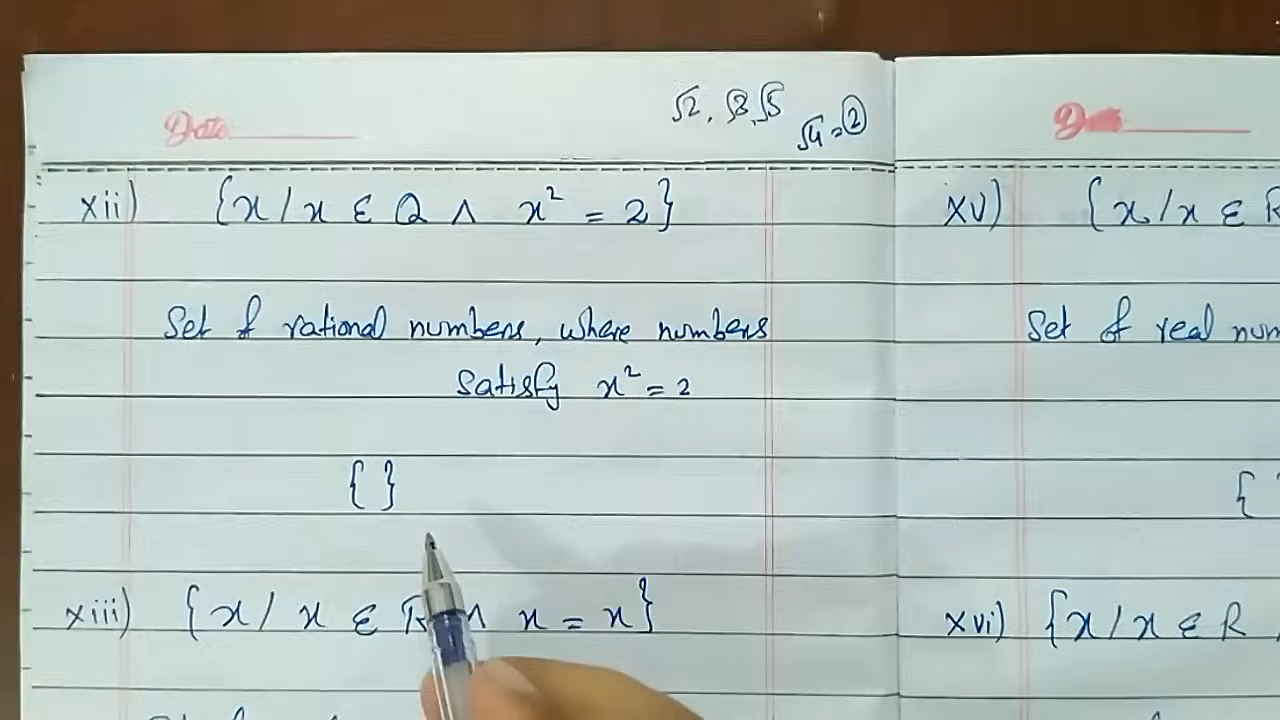 √2, √3, √5
√4 = 2
Date
xii) {x / x ∈ Q ∧ x² = 2}
Set of rational numbers, where numbers
satisfy x² = 2
{ }
xiii) {x / x ∈ R ∧ x = x}
xv) {x / x ∈ R
Set of real num
{
xvi) {x / x ∈ R